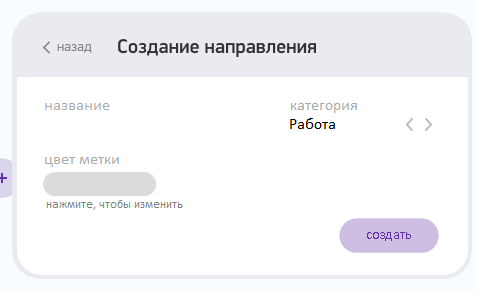 назад
Создание направления
название
категория
Работа
цвет метки
нажмите, чтобы изменить
+
создать